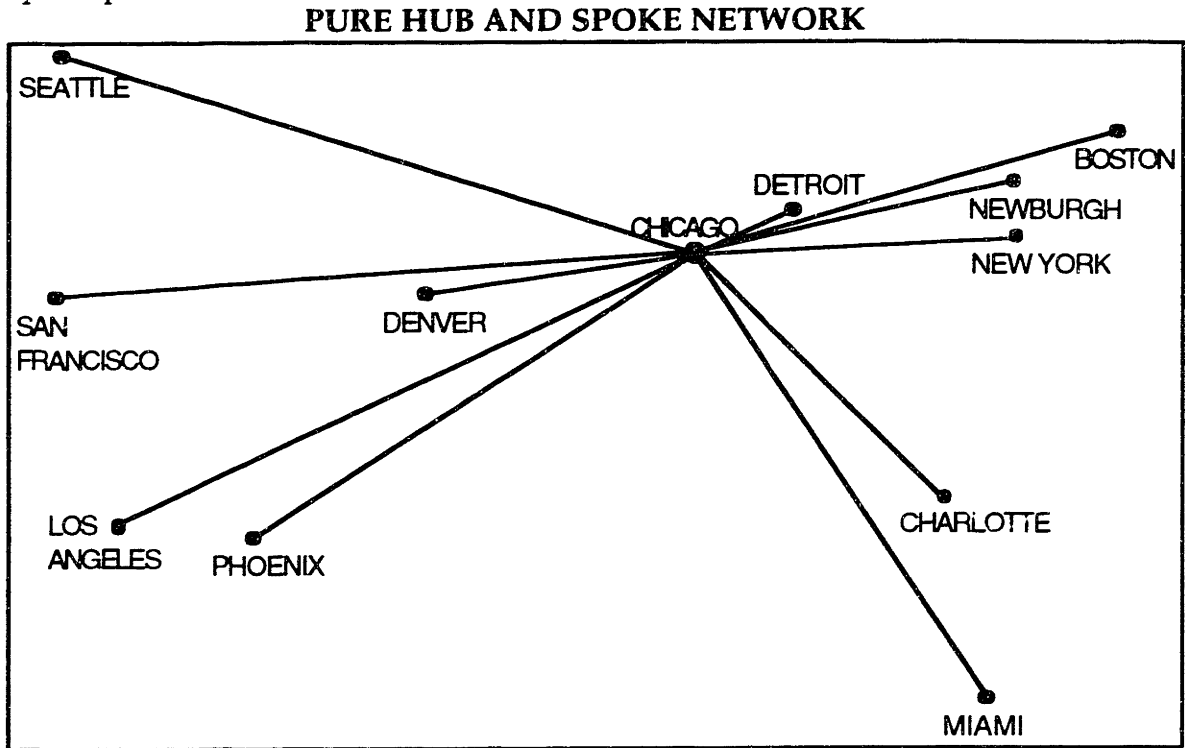 PURE HUB AND SPOKE NETWORK
SEATTLE
BOSTON
DETROIT
NEWBURGH
CHICAGO
NEW YORK
DENVER
SAN
FRANCISCO
CHARLOTTE
LOS
ANGELES
PHOENIX
MIAMI